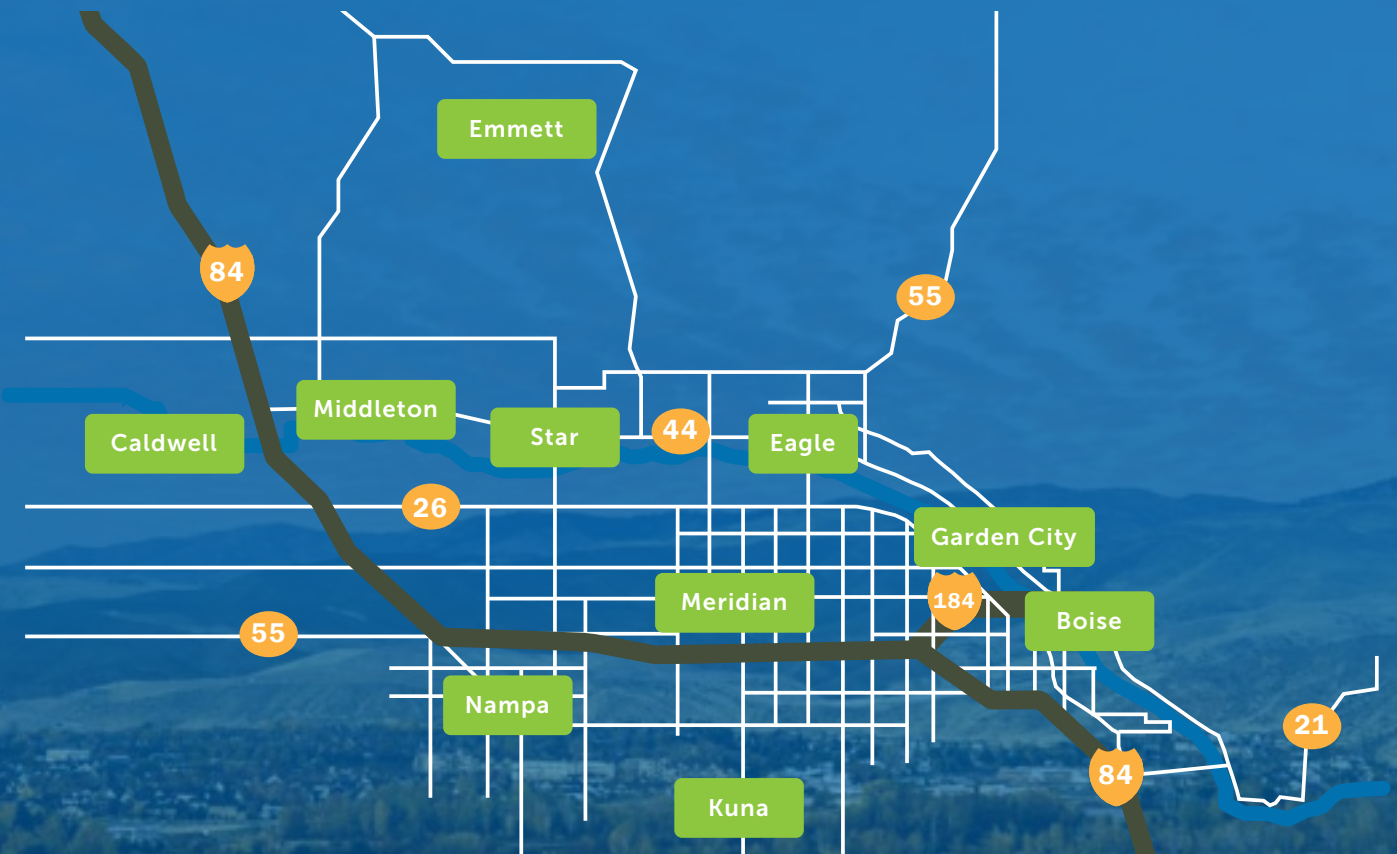 Emmett
84
55
Middleton
Caldwell
Star
44
Eagle
26
Garden City
Meridian
184
55
Boise
Nampa
21
84
Kuna